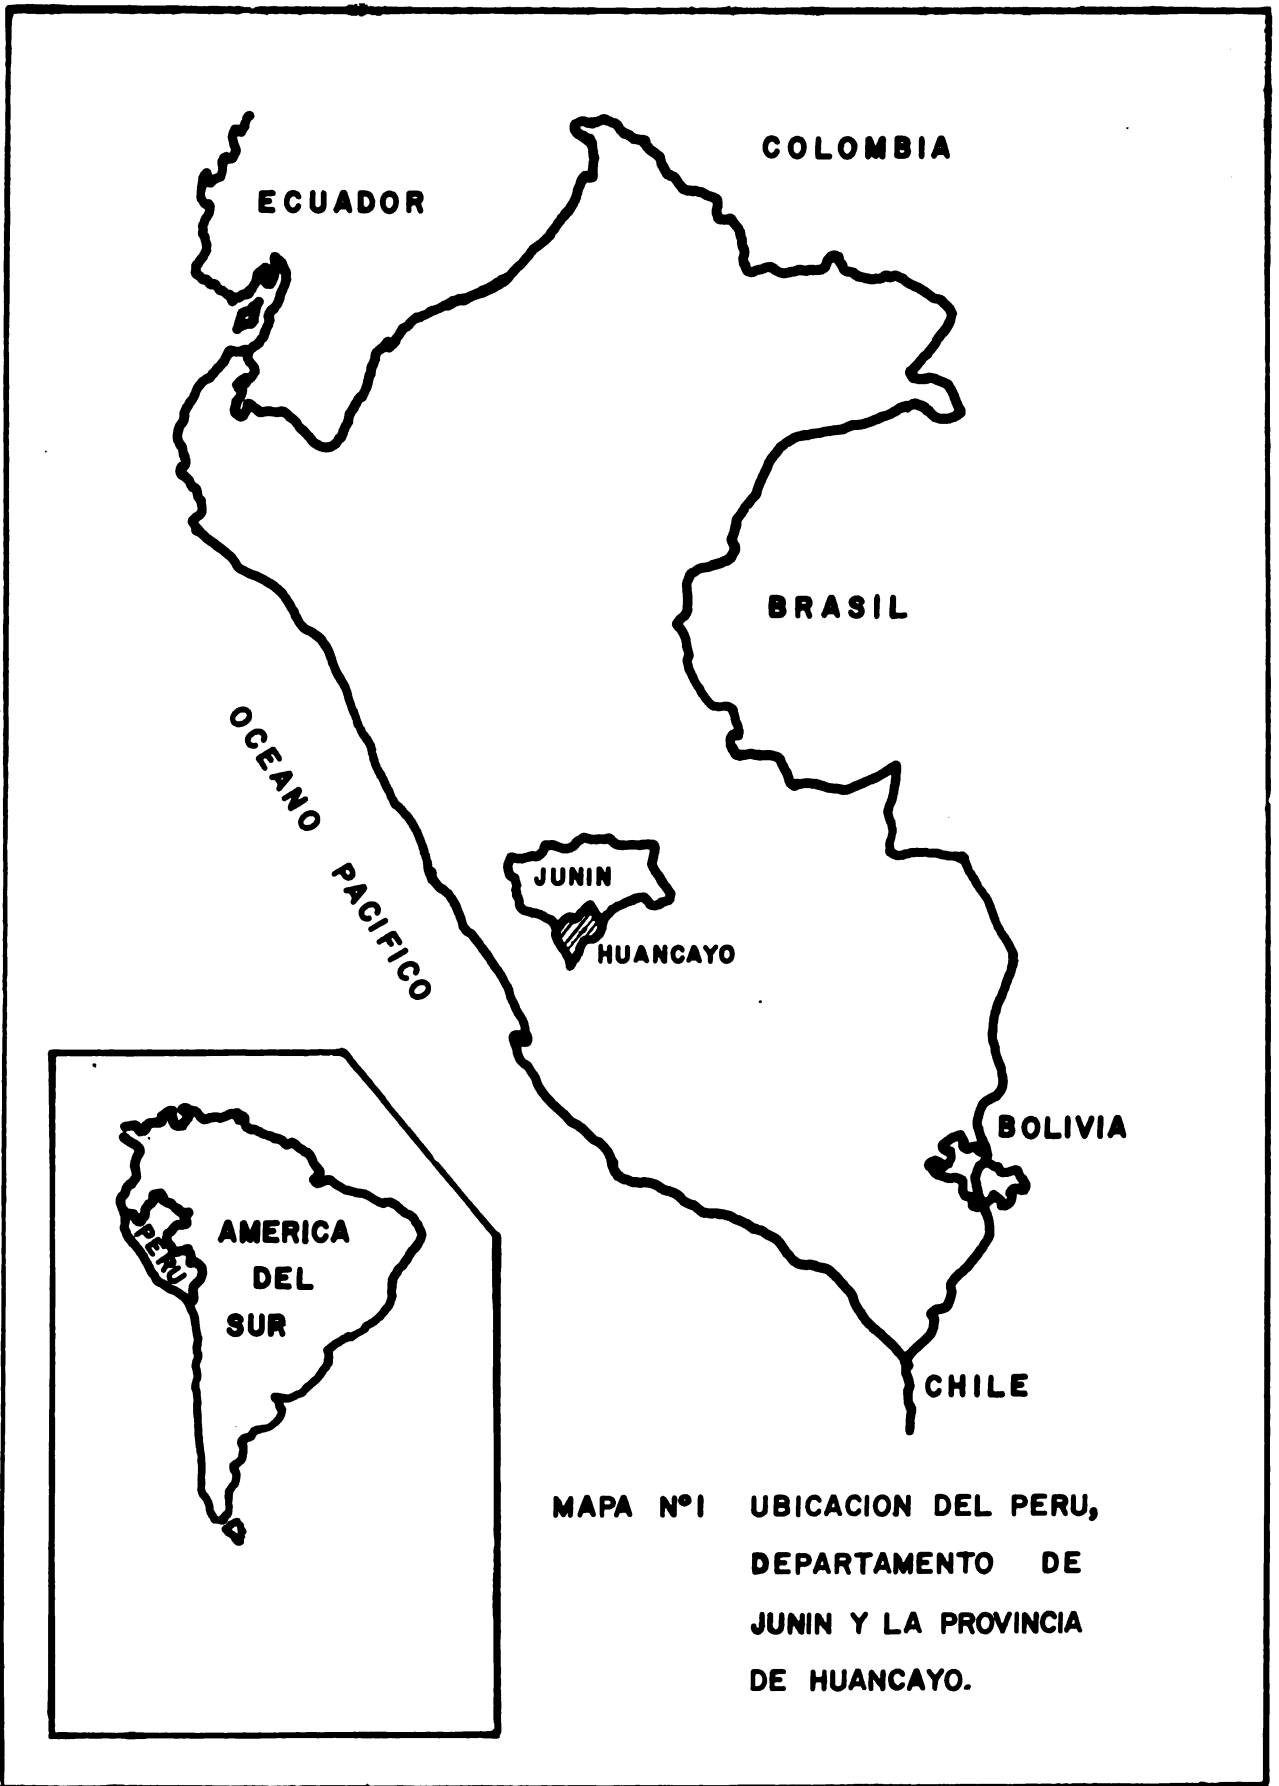 COLOMBIA
ECUADOR
BRASIL
OCEANO PACIFICO
JUNIN
HUANCAYO
BOLIVIA
PERU
AMERICA
DEL
SUR
CHILE
MAPA Nº1 UBICACION DEL PERU,
DEPARTAMENTO DE
JUNIN Y LA PROVINCIA
DE HUANCAYO.